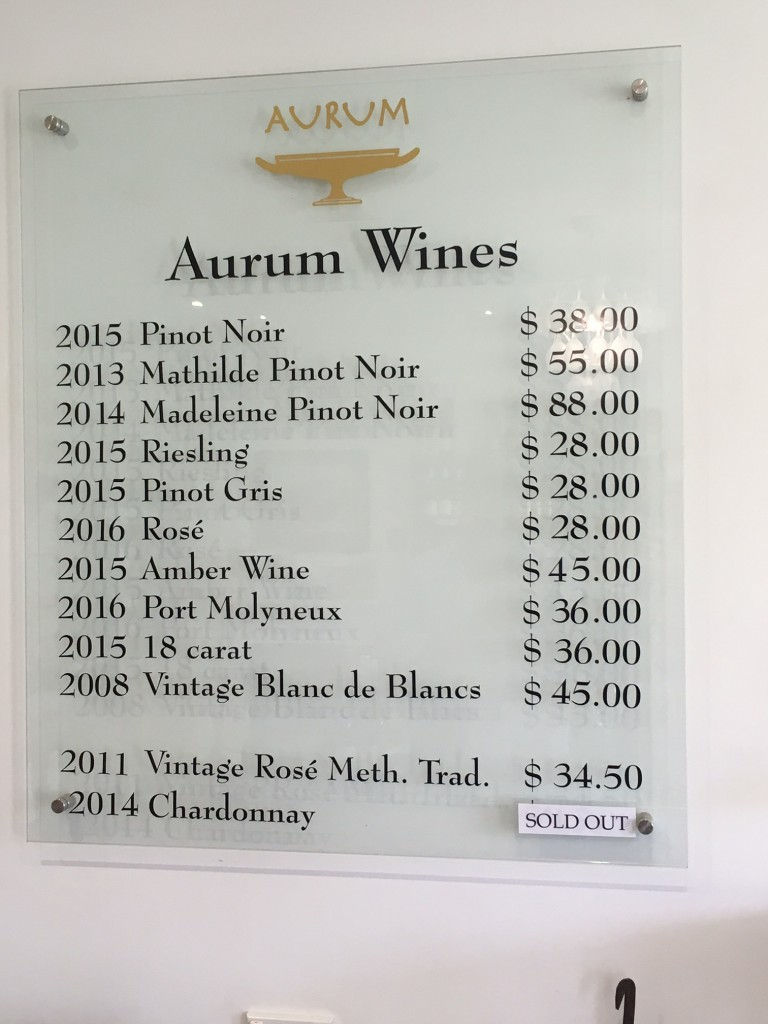 AURUM
Aurum Wines
2015 Pinot Noir $ 38.00
2013 Mathilde Pinot Noir $ 55.00
2014 Madeleine Pinot Noir $ 88.00
2015 Riesling $ 28.00
2015 Pinot Gris $ 28.00
2016 Rosé $ 28.00
2015 Amber Wine $ 45.00
2016 Port Molyneux $ 36.00
2015 18 carat $ 36.00
2008 Vintage Blanc de Blancs $ 45.00
2011 Vintage Rosé Meth. Trad. $ 34.50
2014 Chardonnay SOLD OUT